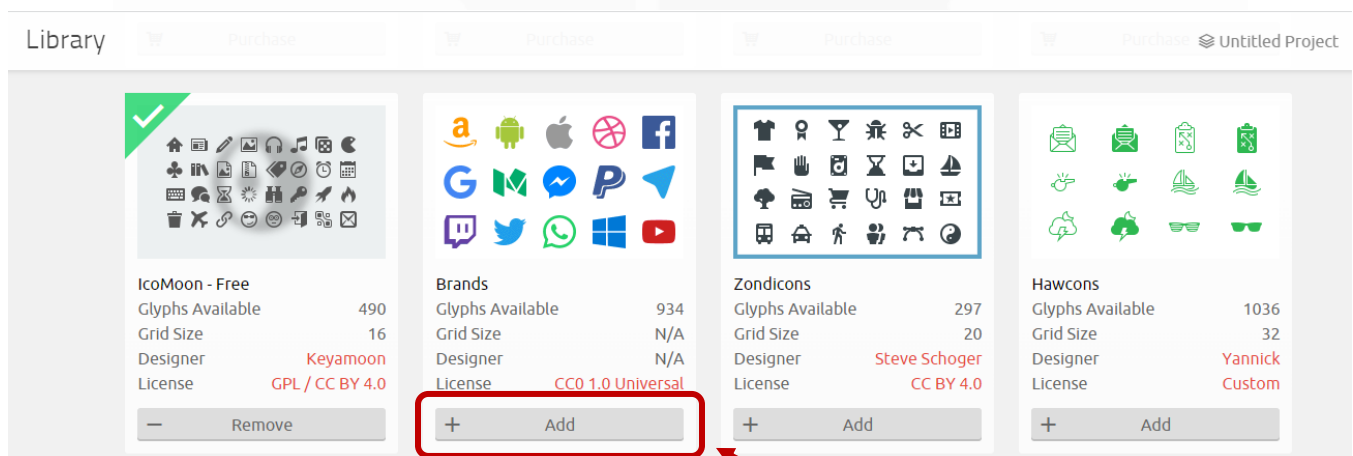 Library
Purchase
Purchase
Purchase
Purchase
Untitled Project
IcoMoon - Free
Glyphs Available 490
Grid Size 16
Designer Keyamoon
License GPL / CC BY 4.0
Remove
Brands
Glyphs Available 934
Grid Size N/A
Designer N/A
License CC0 1.0 Universal
Add
Zondicons
Glyphs Available 297
Grid Size 20
Designer Steve Schoger
License CC BY 4.0
Add
Hawcons
Glyphs Available 1036
Grid Size 32
Designer Yannick
License Custom
Add